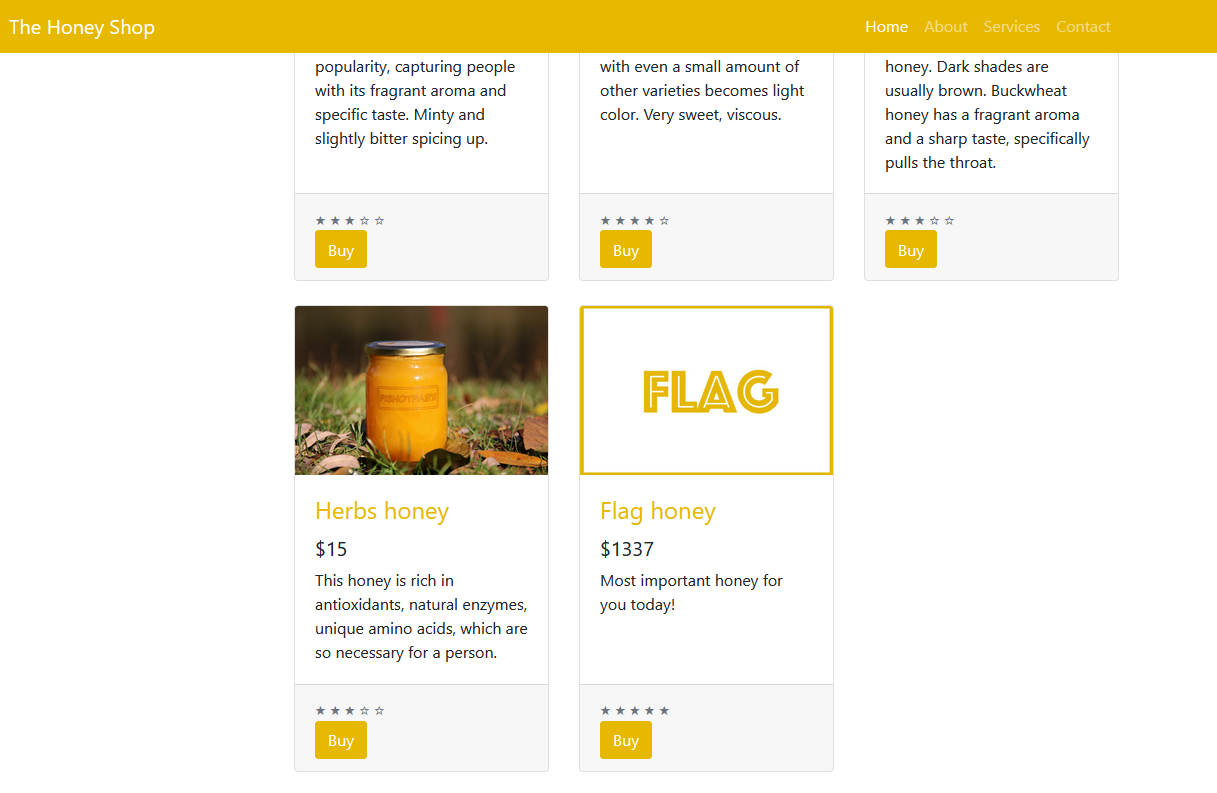 The Honey Shop
Home About Services Contact
popularity, capturing people
with its fragrant aroma and
specific taste. Minty and
slightly bitter spicing up.
★ ★ ★ ☆ ☆
Buy
with even a small amount of
other varieties becomes light
color. Very sweet, viscous.
★ ★ ★ ★ ☆
Buy
honey. Dark shades are
usually brown. Buckwheat
honey has a fragrant aroma
and a sharp taste, specifically
pulls the throat.
★ ★ ★ ☆ ☆
Buy
Herbs honey
$15
This honey is rich in
antioxidants, natural enzymes,
unique amino acids, which are
so necessary for a person.
★ ★ ★ ☆ ☆
Buy
FLAG
Flag honey
$1337
Most important honey for
you today!
★ ★ ★ ★ ★
Buy